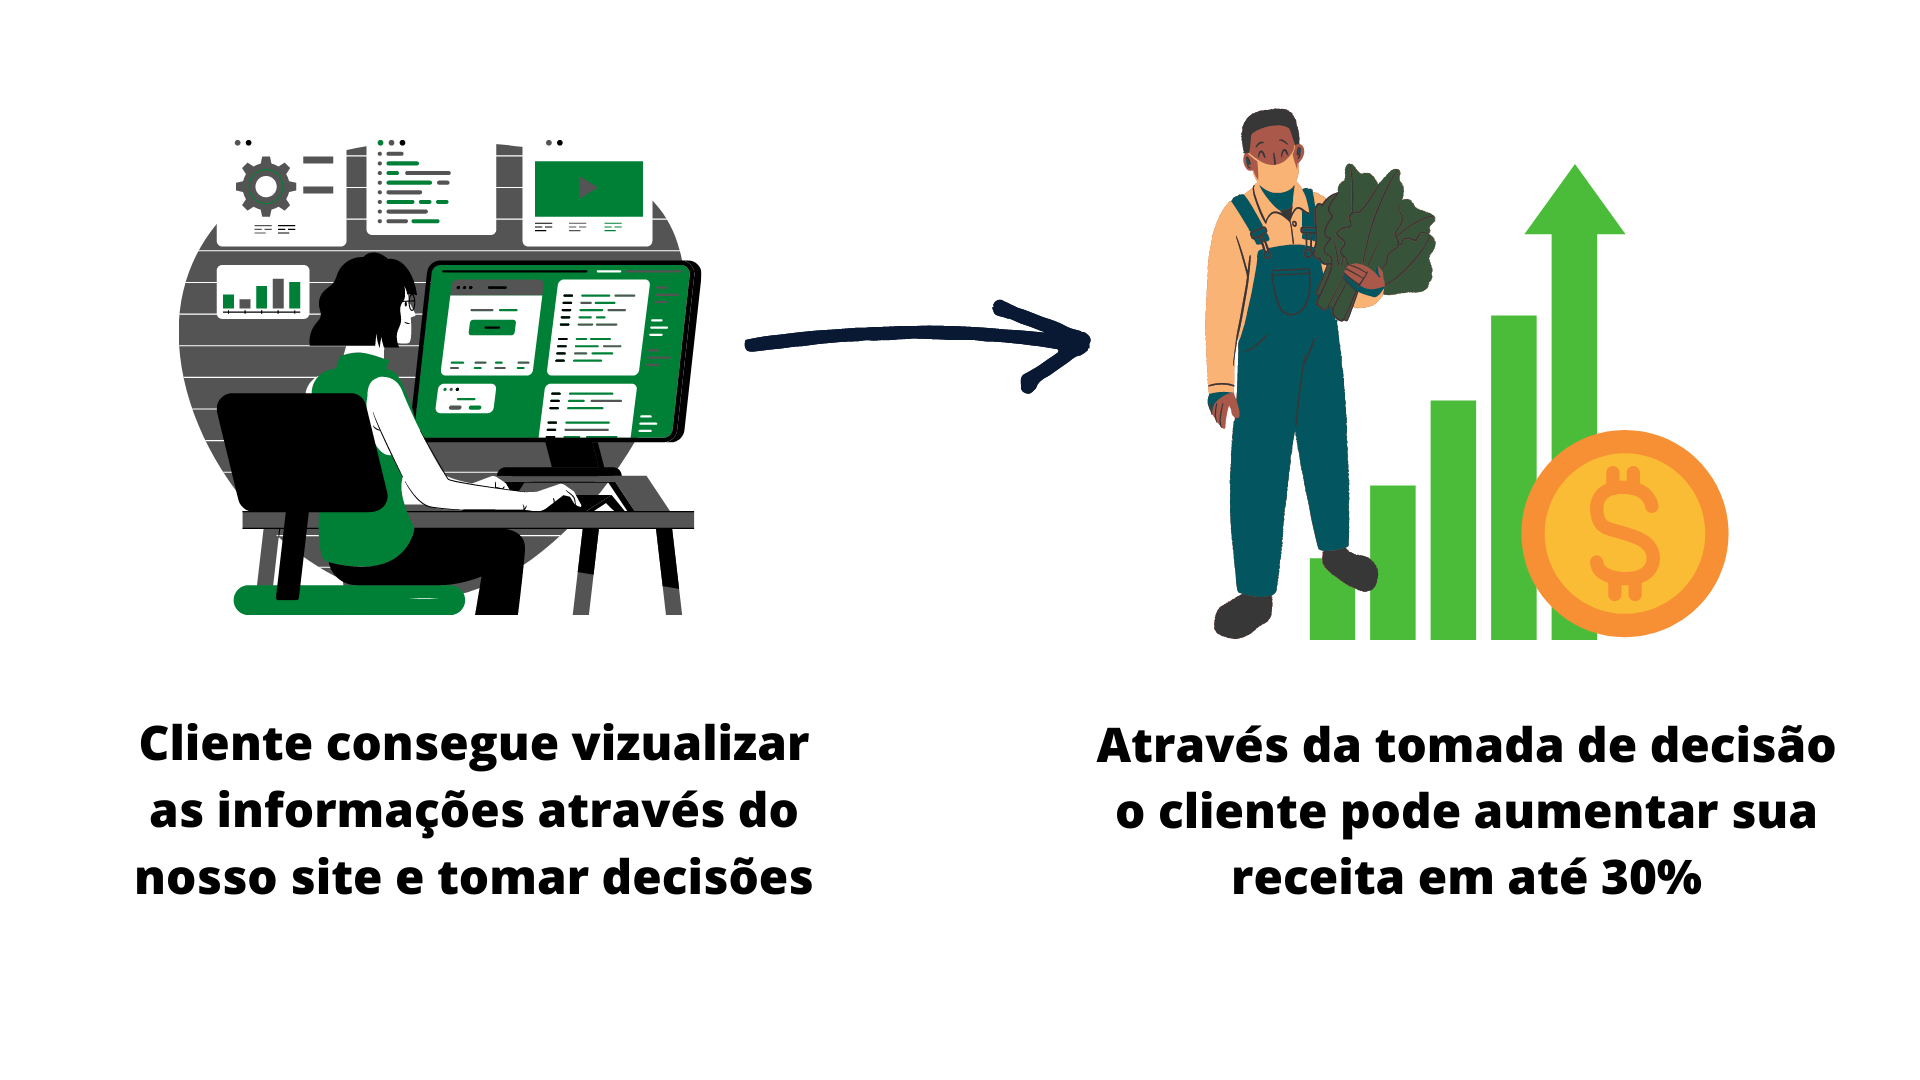 Cliente consegue vizualizar
as informações através do
nosso site e tomar decisões
Através da tomada de decisão
o cliente pode aumentar sua
receita em até 30%